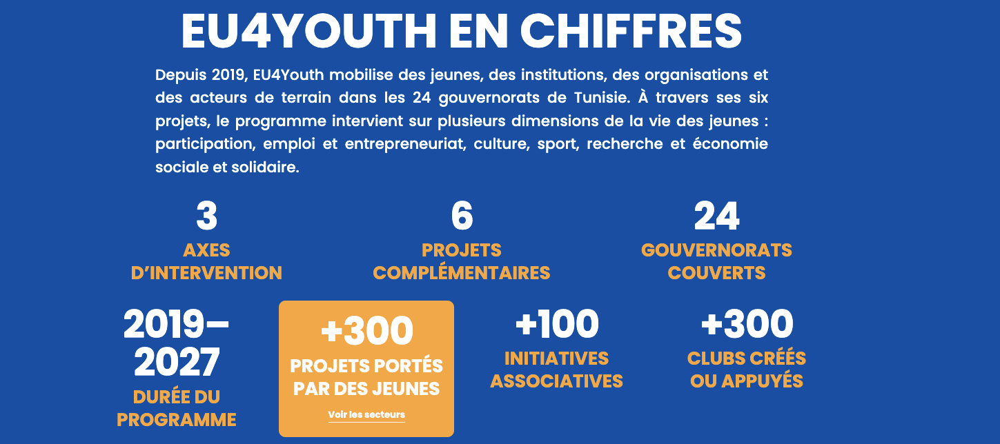 EU4YOUTH EN CHIFFRES
Depuis 2019, EU4Youth mobilise des jeunes, des institutions, des organisations et
des acteurs de terrain dans les 24 gouvernorats de Tunisie. À travers ses six
projets, le programme intervient sur plusieurs dimensions de la vie des jeunes :
participation, emploi et entrepreneuriat, culture, sport, recherche et économie
sociale et solidaire.
3
AXES
D’INTERVENTION
6
PROJETS
COMPLÉMENTAIRES
24
GOUVERNORATS
COUVERTS
2019–
2027
DURÉE DU
PROGRAMME
+300
PROJETS PORTÉS
PAR DES JEUNES
Voir les secteurs
+100
INITIATIVES
ASSOCIATIVES
+300
CLUBS CRÉÉS
OU APPUYÉS